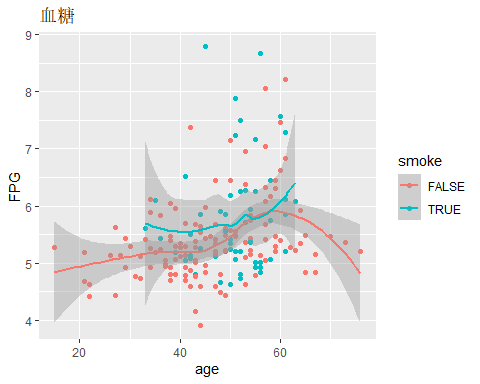 血糖
9
8
7
6
5
4
FPG
20
40
60
age
smoke
FALSE
TRUE